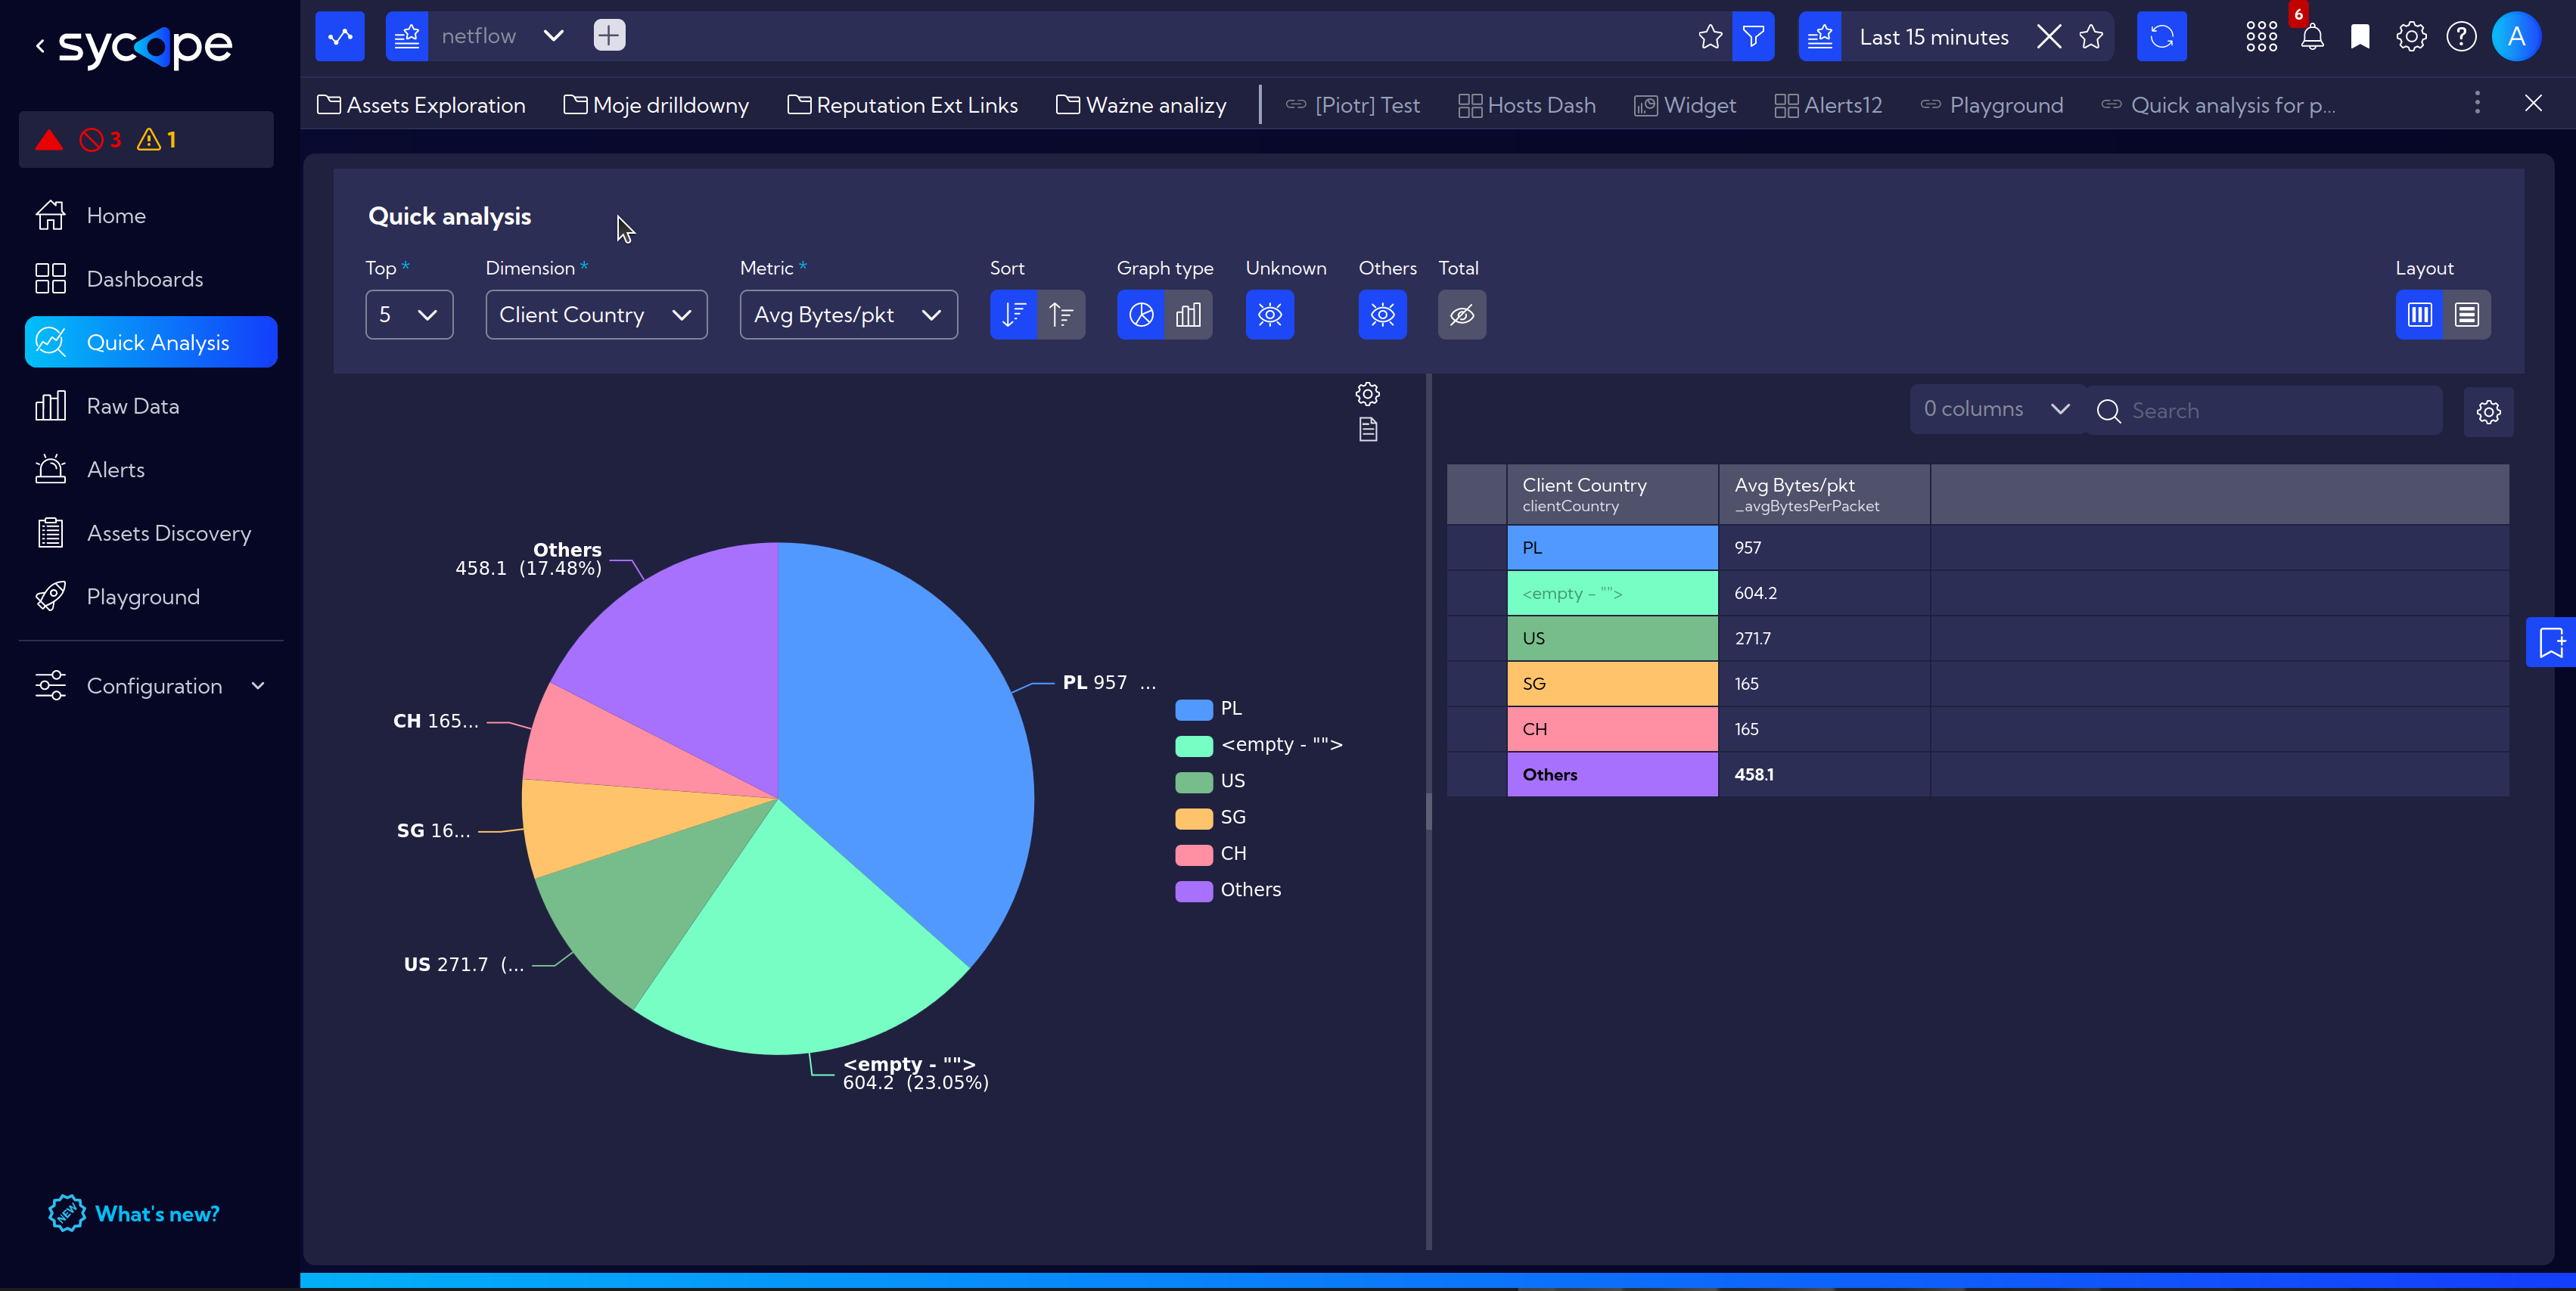 sycope
netflow
Last 15 minutes
6
A
Assets Exploration
Moje drilldowny
Reputation Ext Links
Ważne analizy
[Piotr] Test
Hosts Dash
Widget
Alerts12
Playground
Quick analysis for p...
3
1
Home
Dashboards
Quick Analysis
Raw Data
Alerts
Assets Discovery
Playground
Configuration
NEW
What's new?
Quick analysis
Top *
Dimension *
Metric *
Sort
Graph type
Unknown
Others
Total
Layout
5
Client Country
Avg Bytes/pkt
Others
458.1 (17.48%)
PL 957 ...
CH 165...
SG 16...
US 271.7 (...
<empty - "">
604.2 (23.05%)
PL
<empty - "">
US
SG
CH
Others
0 columns
Search
Client Country
clientCountry
Avg Bytes/pkt
_avgBytesPerPacket
PL 957
<empty - ""> 604.2
US 271.7
SG 165
CH 165
Others 458.1